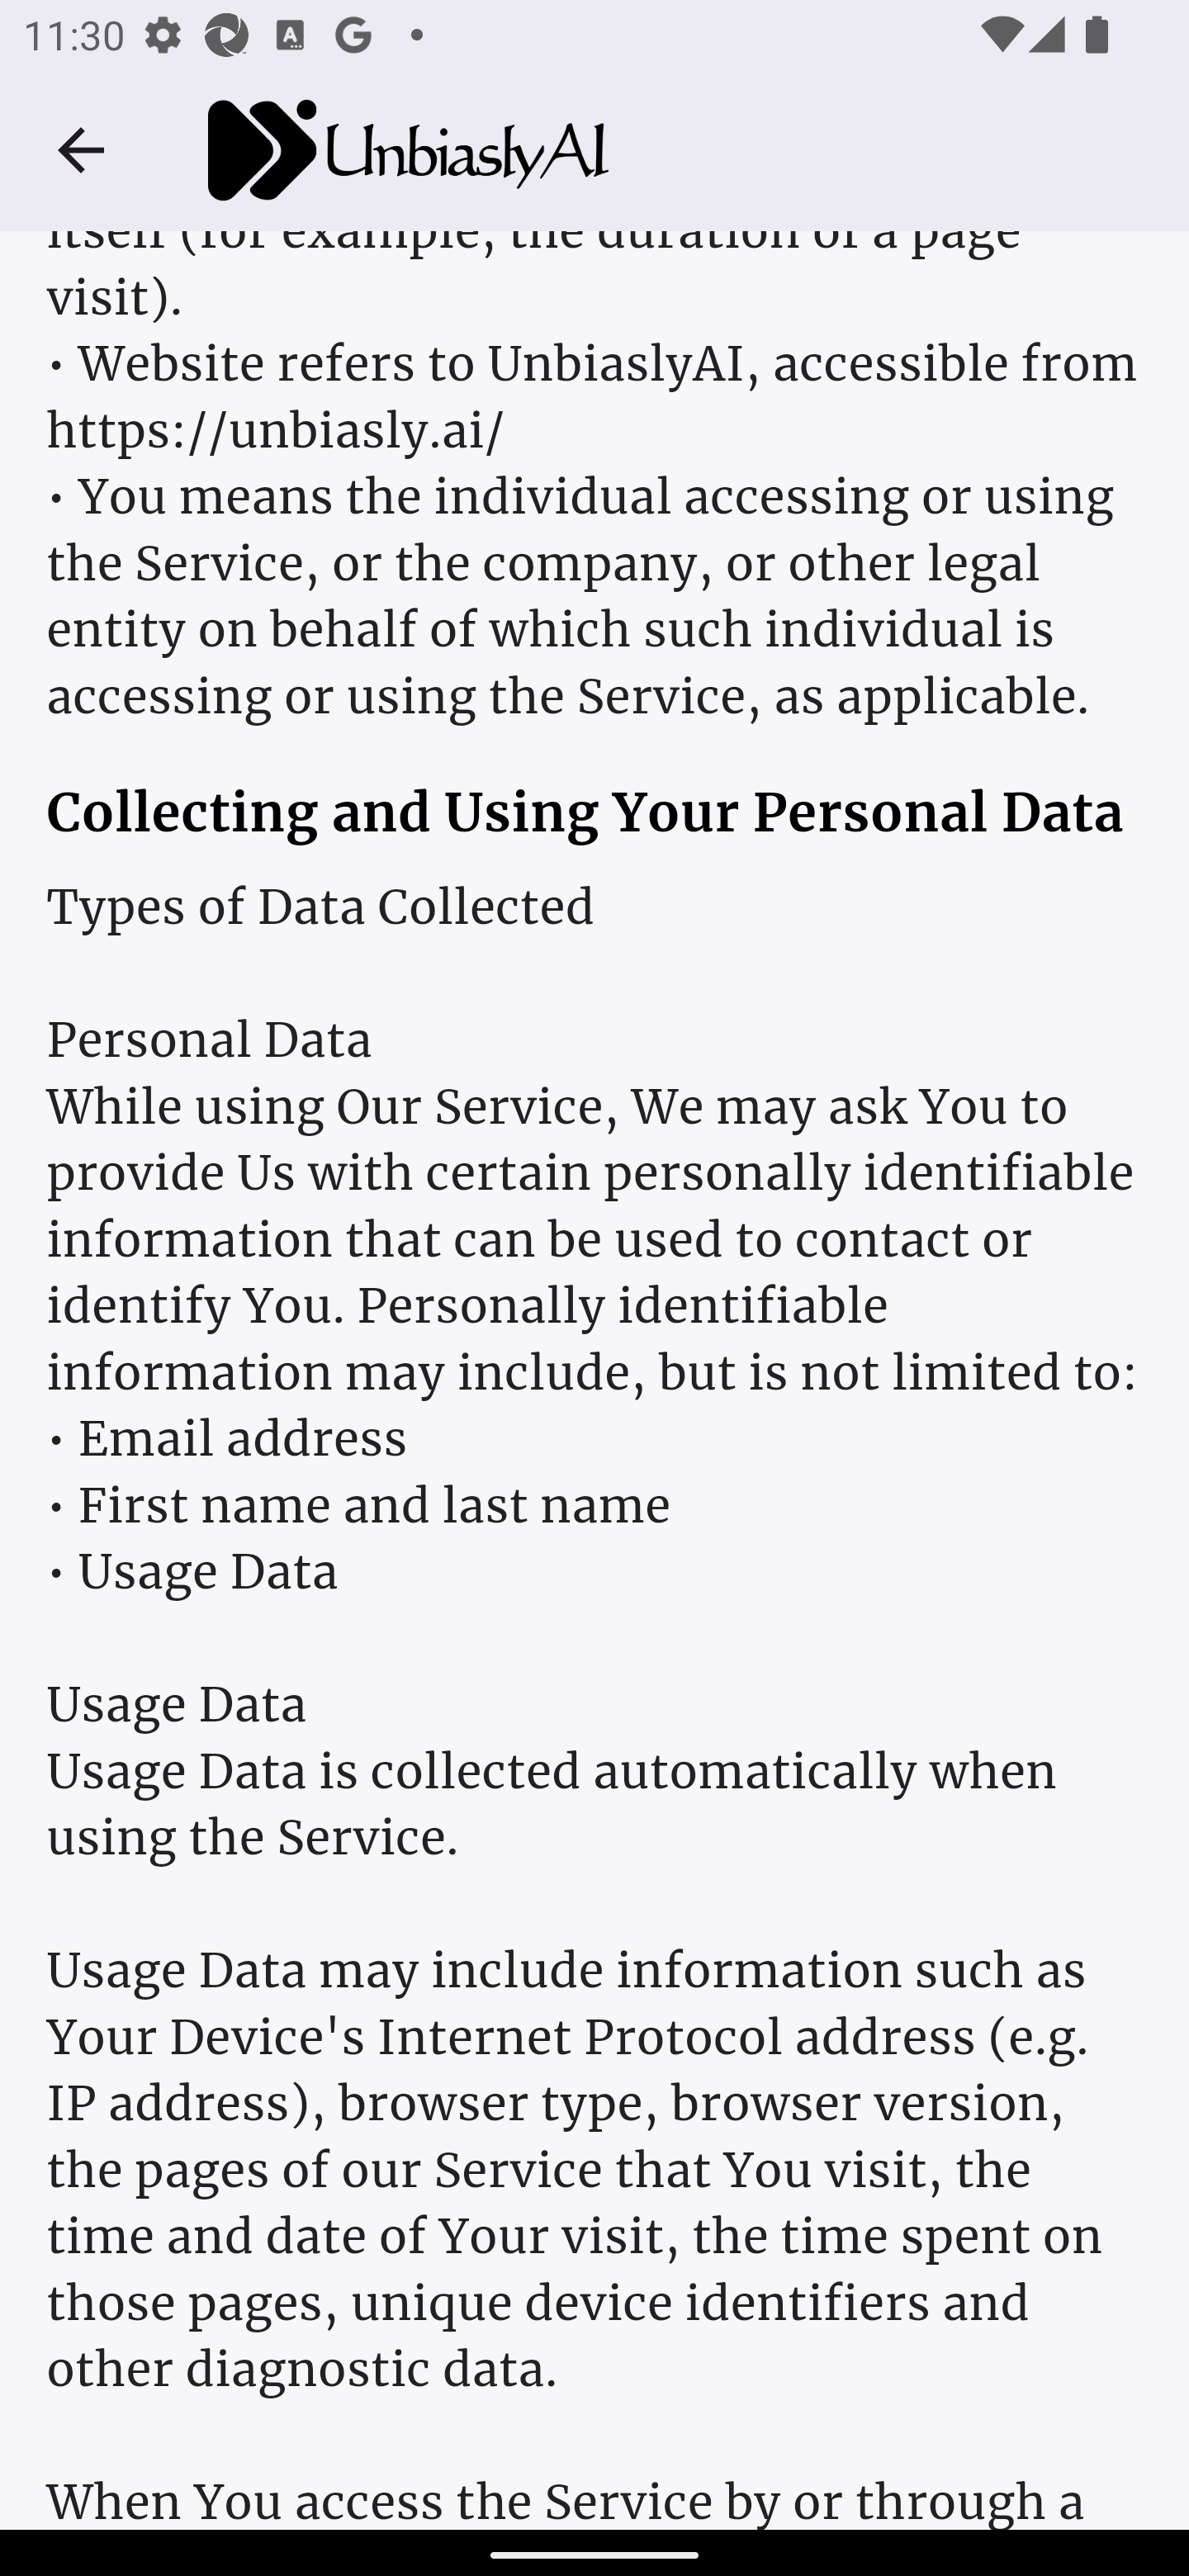 11:30
UnbiaslyAI
itself (for example, the duration of a page
visit).
• Website refers to UnbiaslyAI, accessible from
https://unbiasly.ai/
• You means the individual accessing or using
the Service, or the company, or other legal
entity on behalf of which such individual is
accessing or using the Service, as applicable.
Collecting and Using Your Personal Data
Types of Data Collected
Personal Data
While using Our Service, We may ask You to
provide Us with certain personally identifiable
information that can be used to contact or
identify You. Personally identifiable
information may include, but is not limited to:
• Email address
• First name and last name
• Usage Data
Usage Data
Usage Data is collected automatically when
using the Service.
Usage Data may include information such as
Your Device's Internet Protocol address (e.g.
IP address), browser type, browser version,
the pages of our Service that You visit, the
time and date of Your visit, the time spent on
those pages, unique device identifiers and
other diagnostic data.
When You access the Service by or through a